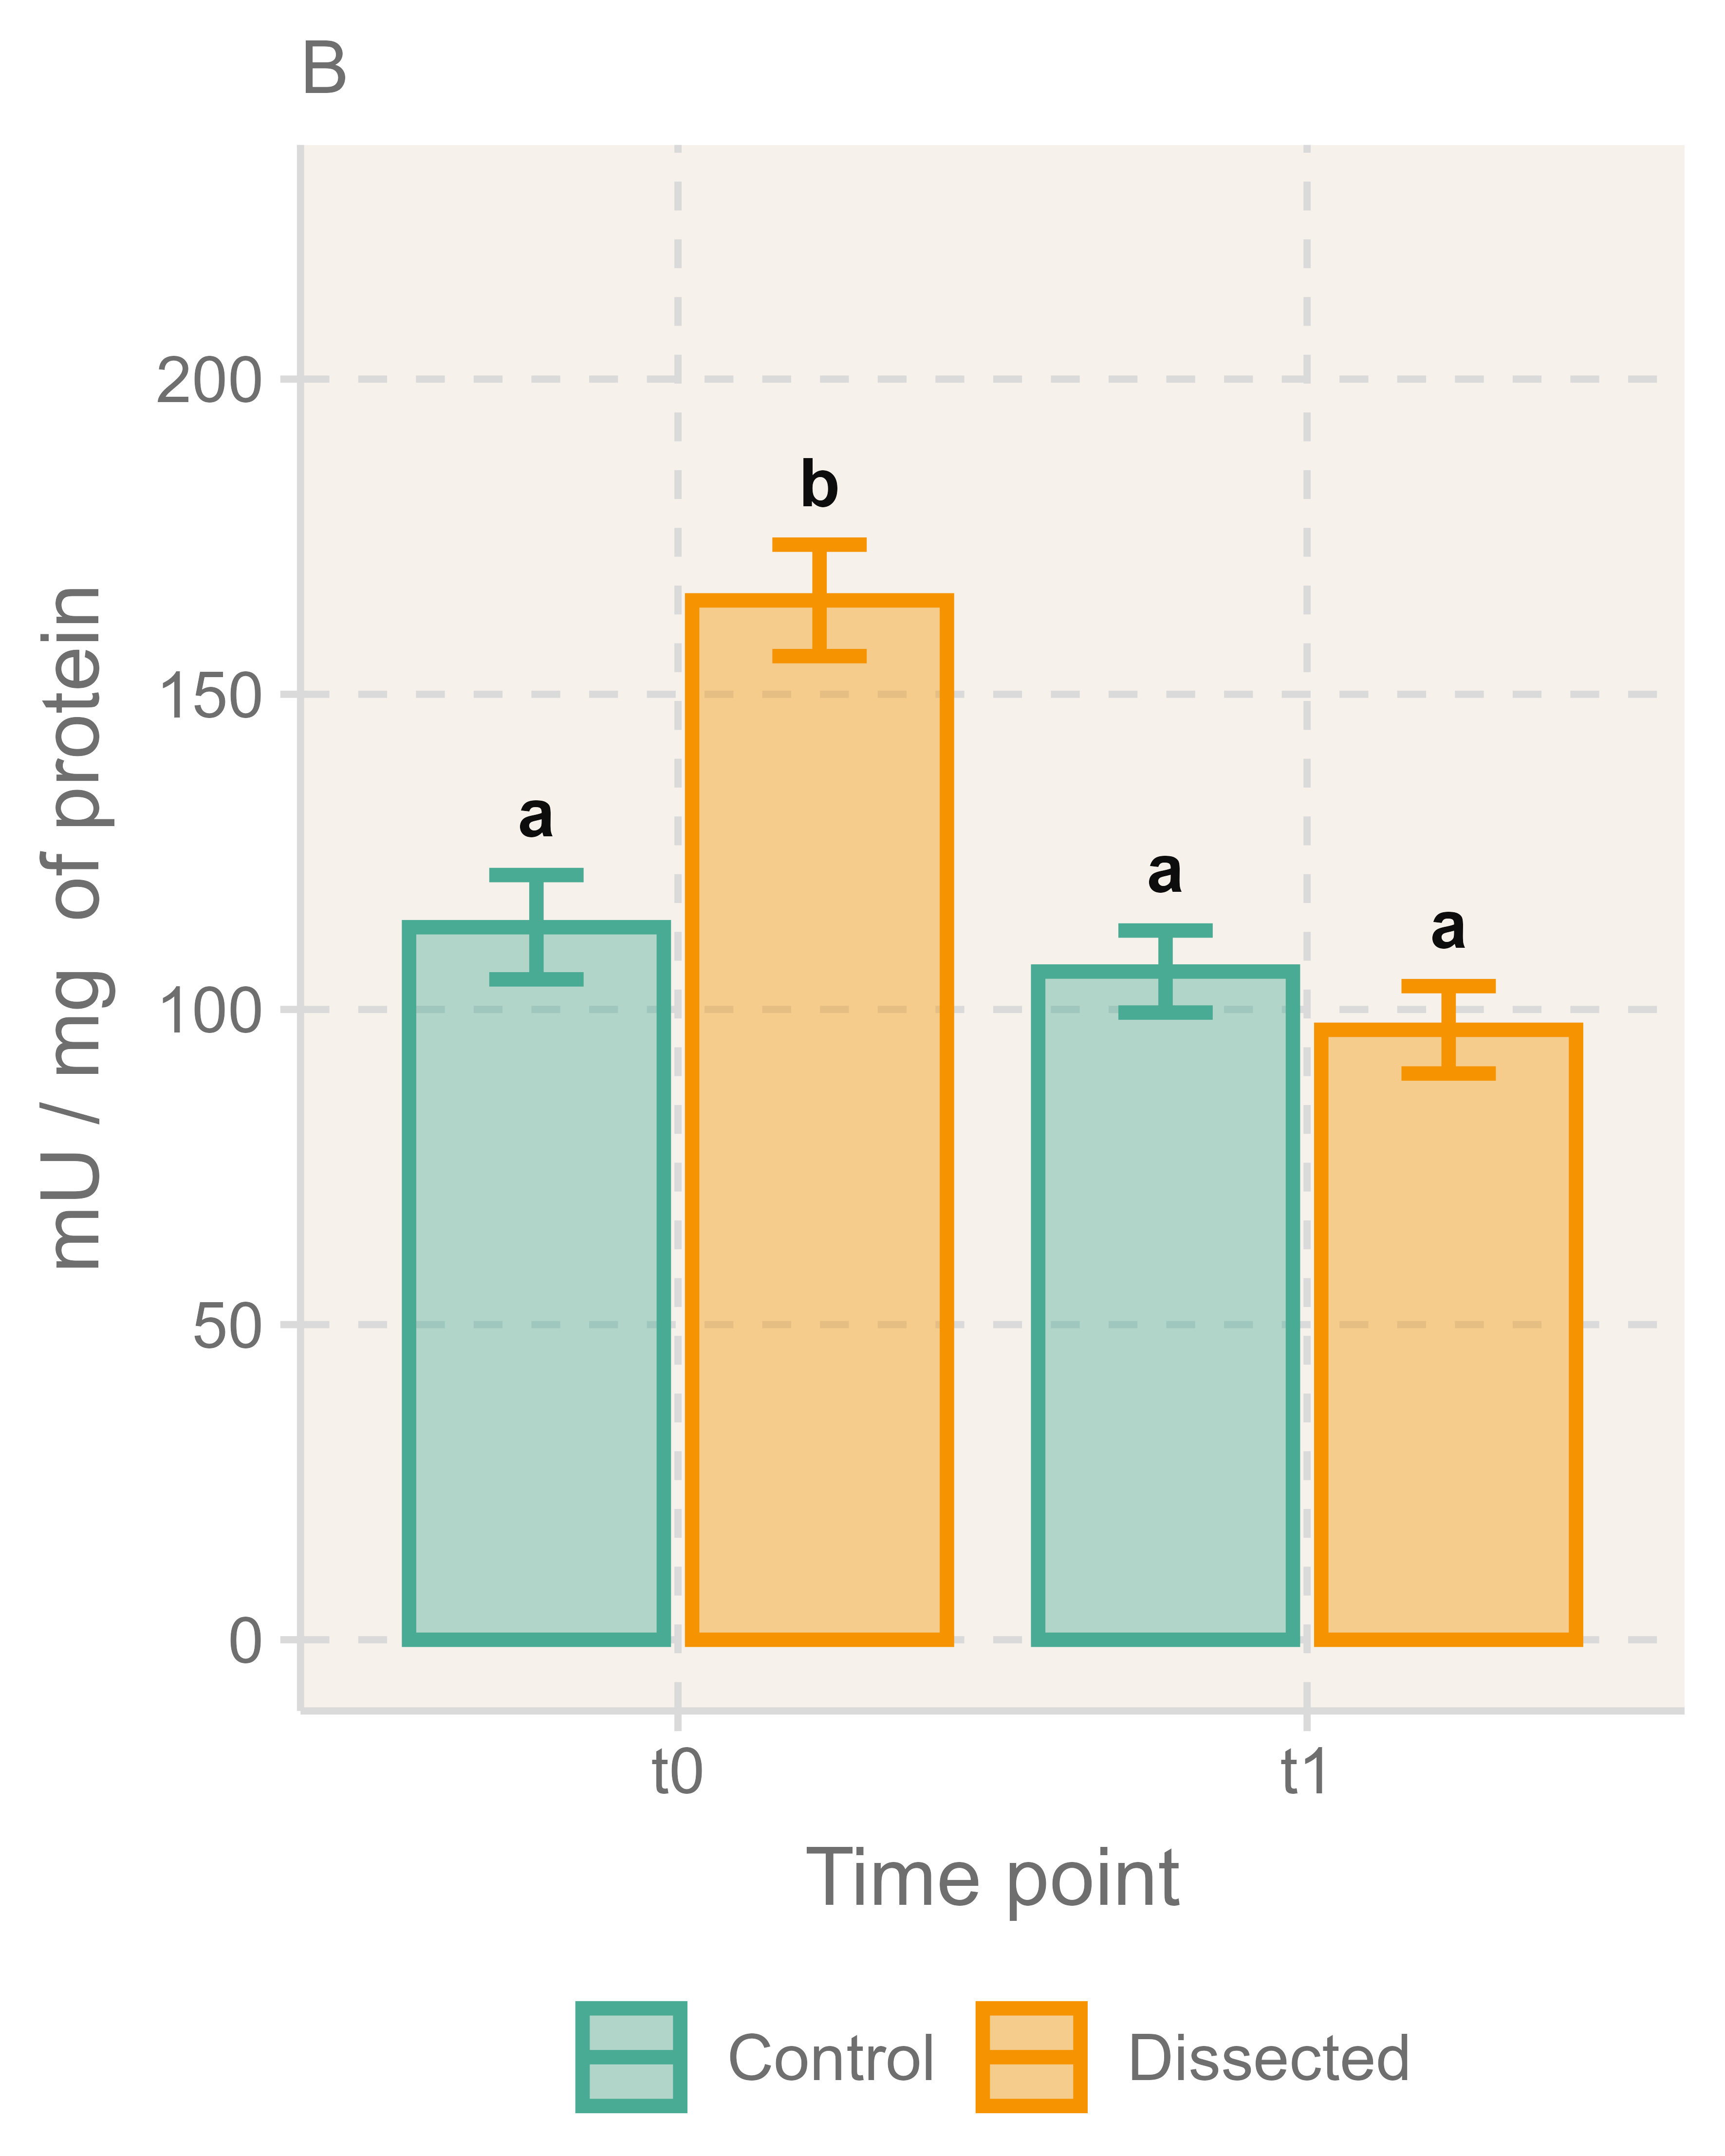 B
200
150
100
50
0
mU / mg of protein
b
a
a
a
t0 t1
Time point
Control Dissected